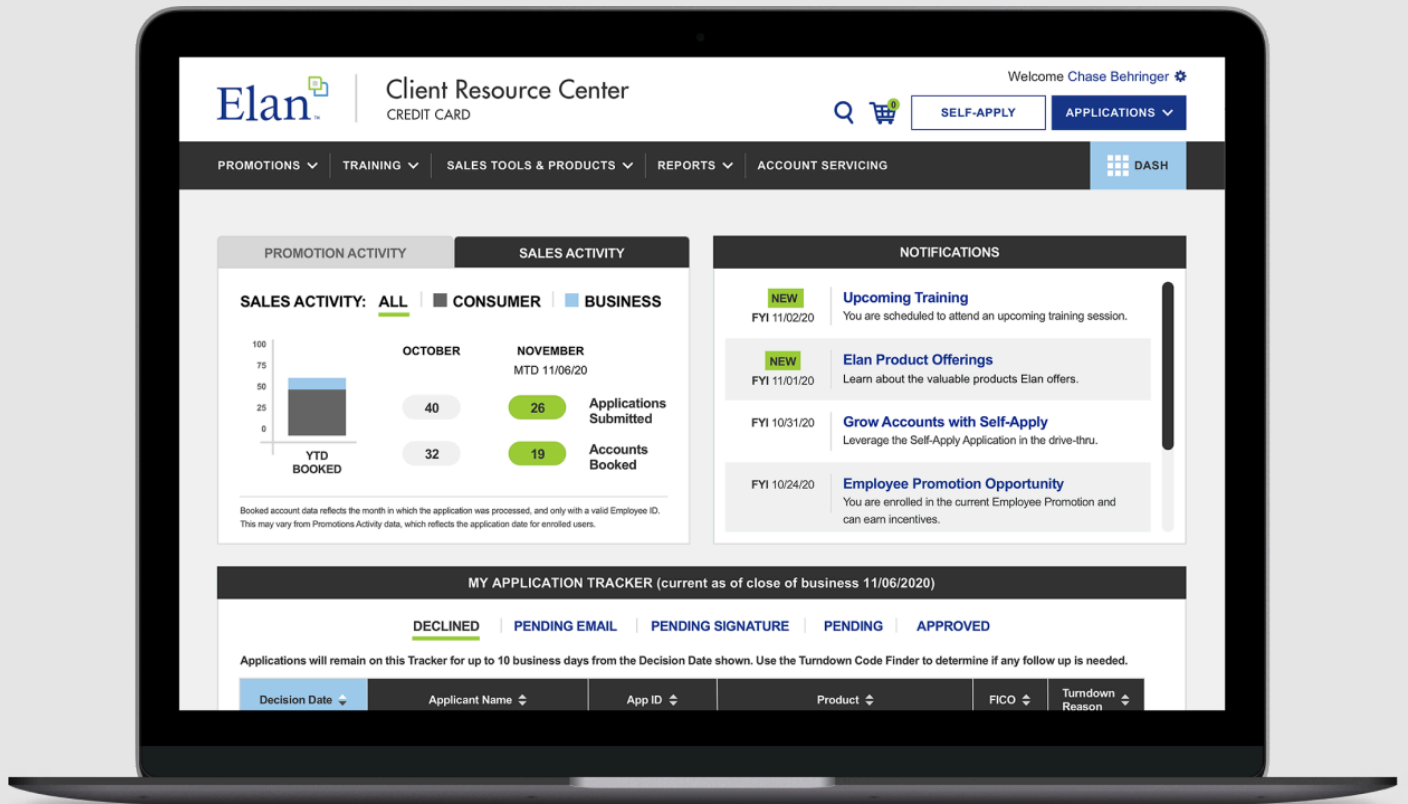 Elan™
Client Resource Center
CREDIT CARD
Welcome Chase Behringer
0
SELF-APPLY
APPLICATIONS
PROMOTIONS
TRAINING
SALES TOOLS & PRODUCTS
REPORTS
ACCOUNT SERVICING
DASH
PROMOTION ACTIVITY
SALES ACTIVITY
SALES ACTIVITY: ALL CONSUMER BUSINESS
100
75
50
25
0
YTD
BOOKED
OCTOBER
NOVEMBER
MTD 11/06/20
40
26
Applications
Submitted
32
19
Accounts
Booked
Booked account data reflects the month in which the application was processed, and only with a valid Employee ID.
This may vary from Promotions Activity data, which reflects the application date for enrolled users.
NOTIFICATIONS
NEW
FYI 11/02/20
Upcoming Training
You are scheduled to attend an upcoming training session.
NEW
FYI 11/01/20
Elan Product Offerings
Learn about the valuable products Elan offers.
FYI 10/31/20
Grow Accounts with Self-Apply
Leverage the Self-Apply Application in the drive-thru.
FYI 10/24/20
Employee Promotion Opportunity
You are enrolled in the current Employee Promotion and
can earn incentives.
MY APPLICATION TRACKER (current as of close of business 11/06/2020)
DECLINED
PENDING EMAIL
PENDING SIGNATURE
PENDING
APPROVED
Applications will remain on this Tracker for up to 10 business days from the Decision Date shown. Use the Turndown Code Finder to determine if any follow up is needed.
Decision Date
Applicant Name
App ID
Product
FICO
Turndown
Reason